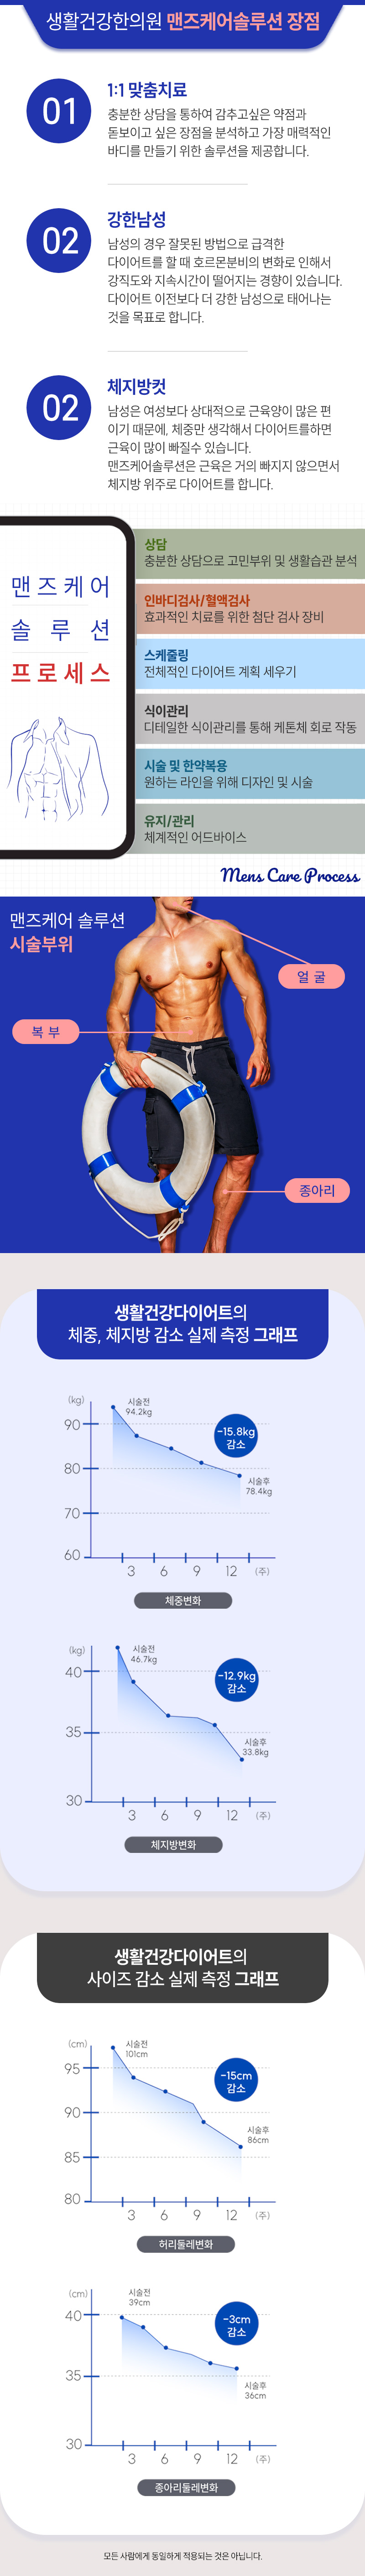 생활건강한의원 맨즈케어솔루션 장점
01
1:1 맞춤치료
충분한 상담을 통하여 감추고싶은 약점과
돋보이고 싶은 장점을 분석하고 가장 매력적인
바디를 만들기 위한 솔루션을 제공합니다.
02
강한남성
남성의 경우 잘못된 방법으로 급격한
다이어트를 할 때 호르몬분비의 변화로 인해서
강직도와 지속시간이 떨어지는 경향이 있습니다.
다이어트 이전보다 더 강한 남성으로 태어나는
것을 목표로 합니다.
02
체지방컷
남성은 여성보다 상대적으로 근육양이 많은 편
이기 때문에, 체중만 생각해서 다이어트를하면
근육이 많이 빠질수 있습니다.
맨즈케어솔루션은 근육은 거의 빠지지 않으면서
체지방 위주로 다이어트를 합니다.
맨즈케어
솔루션
프로세스
상담
충분한 상담으로 고민부위 및 생활습관 분석
인바디검사/혈액검사
효과적인 치료를 위한 첨단 검사 장비
스케줄링
전체적인 다이어트 계획 세우기
식이관리
디테일한 식이관리를 통해 케톤체 회로 작동
시술 및 한약복용
원하는 라인을 위해 디자인 및 시술
유지/관리
체계적인 어드바이스
Mens Care Process
맨즈케어 솔루션
시술부위
얼 굴
복 부
종아리
생활건강다이어트의
체중, 체지방 감소 실제 측정 그래프
(kg)
시술전
94.2kg
90
-15.8kg
감소
80
시술후
78.4kg
70
60
3 6 9 12 (주)
체중변화
(kg)
시술전
46.7kg
40
-12.9kg
감소
35
시술후
33.8kg
30
3 6 9 12 (주)
체지방변화
생활건강다이어트의
사이즈 감소 실제 측정 그래프
(cm)
시술전
101cm
95
-15cm
감소
90
시술후
86cm
85
80
3 6 9 12 (주)
허리둘레변화
(cm)
시술전
39cm
40
-3cm
감소
35
시술후
36cm
30
3 6 9 12 (주)
종아리둘레변화
모든 사람에게 동일하게 적용되는 것은 아닙니다.